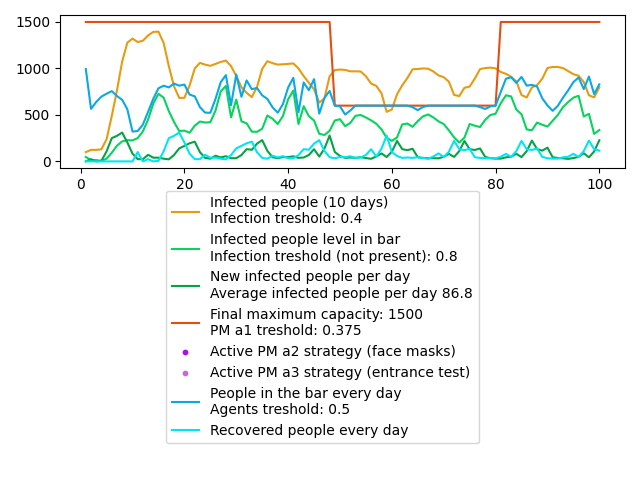 1500
1000
500
0
0
20
40
60
80
100
Infected people (10 days)
Infection treshold: 0.4
Infected people level in bar
Infection treshold (not present): 0.8
New infected people per day
Average infected people per day 86.8
Final maximum capacity: 1500
PM a1 treshold: 0.375
Active PM a2 strategy (face masks)
Active PM a3 strategy (entrance test)
People in the bar every day
Agents treshold: 0.5
Recovered people every day